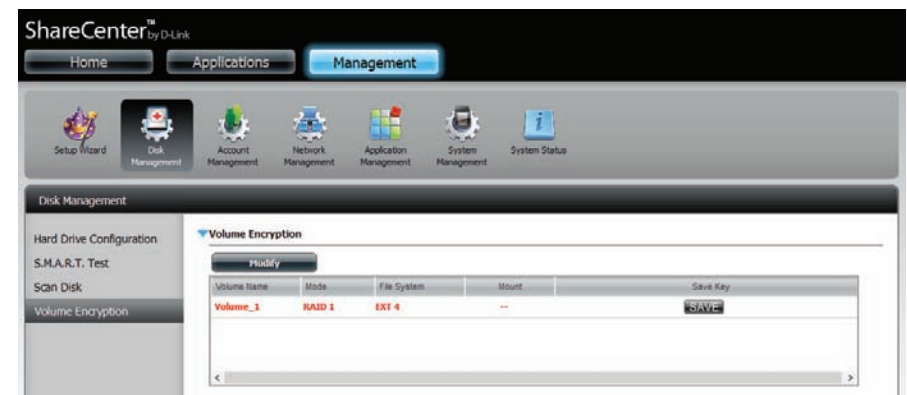 ShareCenter™ by D-Link
Home Applications Management
Setup Wizard
Disk Management
Account Management
Network Management
Application Management
System Management
System Status
Disk Management
Hard Drive Configuration
S.M.A.R.T. Test
Scan Disk
Volume Encryption
Volume Encryption
Modify
Volume Name Mode File System Mount Save Key
Volume_1 RAID 1 EXT 4 -- SAVE